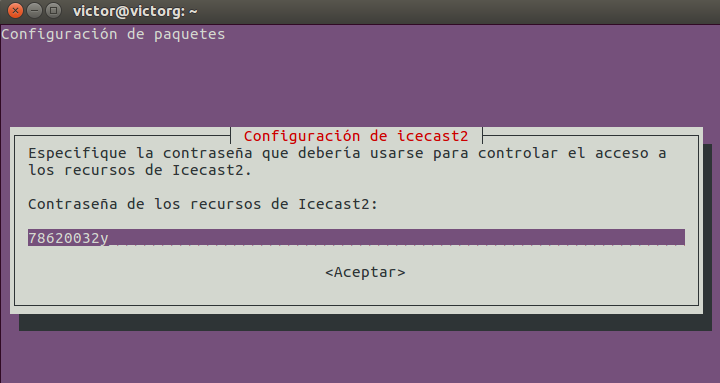 victor@victorg: ~
Configuración de paquetes
Configuración de icecast2
Especifique la contraseña que debería usarse para controlar el acceso a
los recursos de Icecast2.
Contraseña de los recursos de Icecast2:
78620032y
<Aceptar>